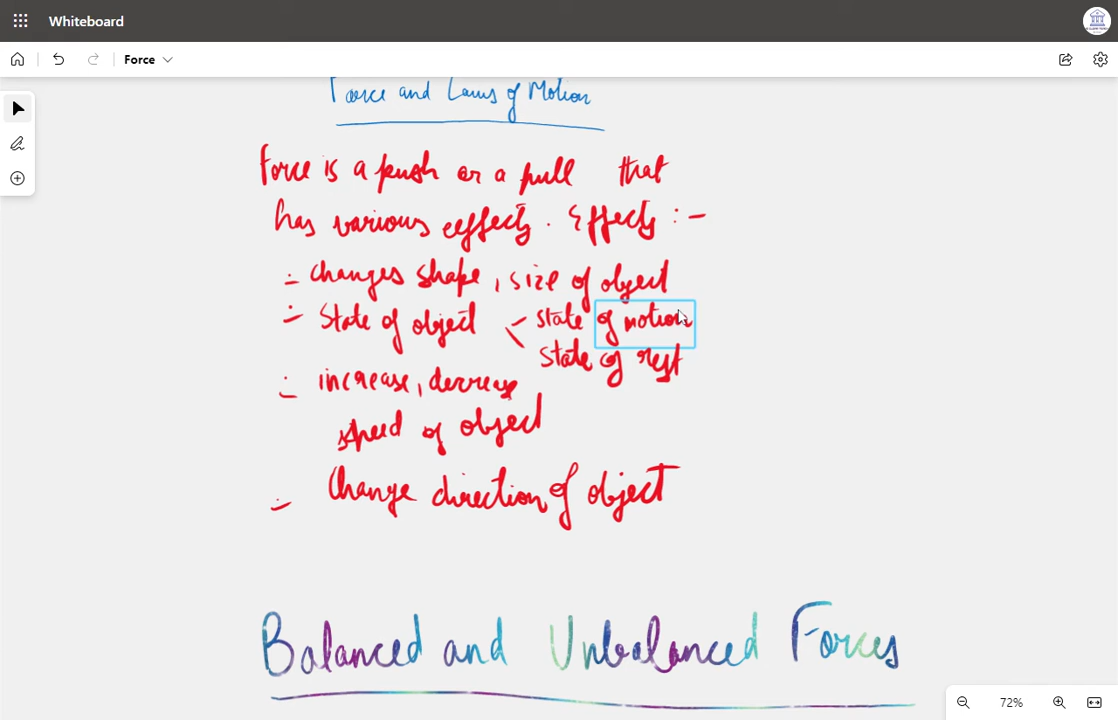 Whiteboard
Force
Force and Laws of Motion
Force is a push or a pull that
has various effects. Effects :-
- changes shape, size of object
- State of object < state of motion
state of rest
- increase, decrease
speed of object
- Change direction of object
Balanced and Unbalanced Forces
72%